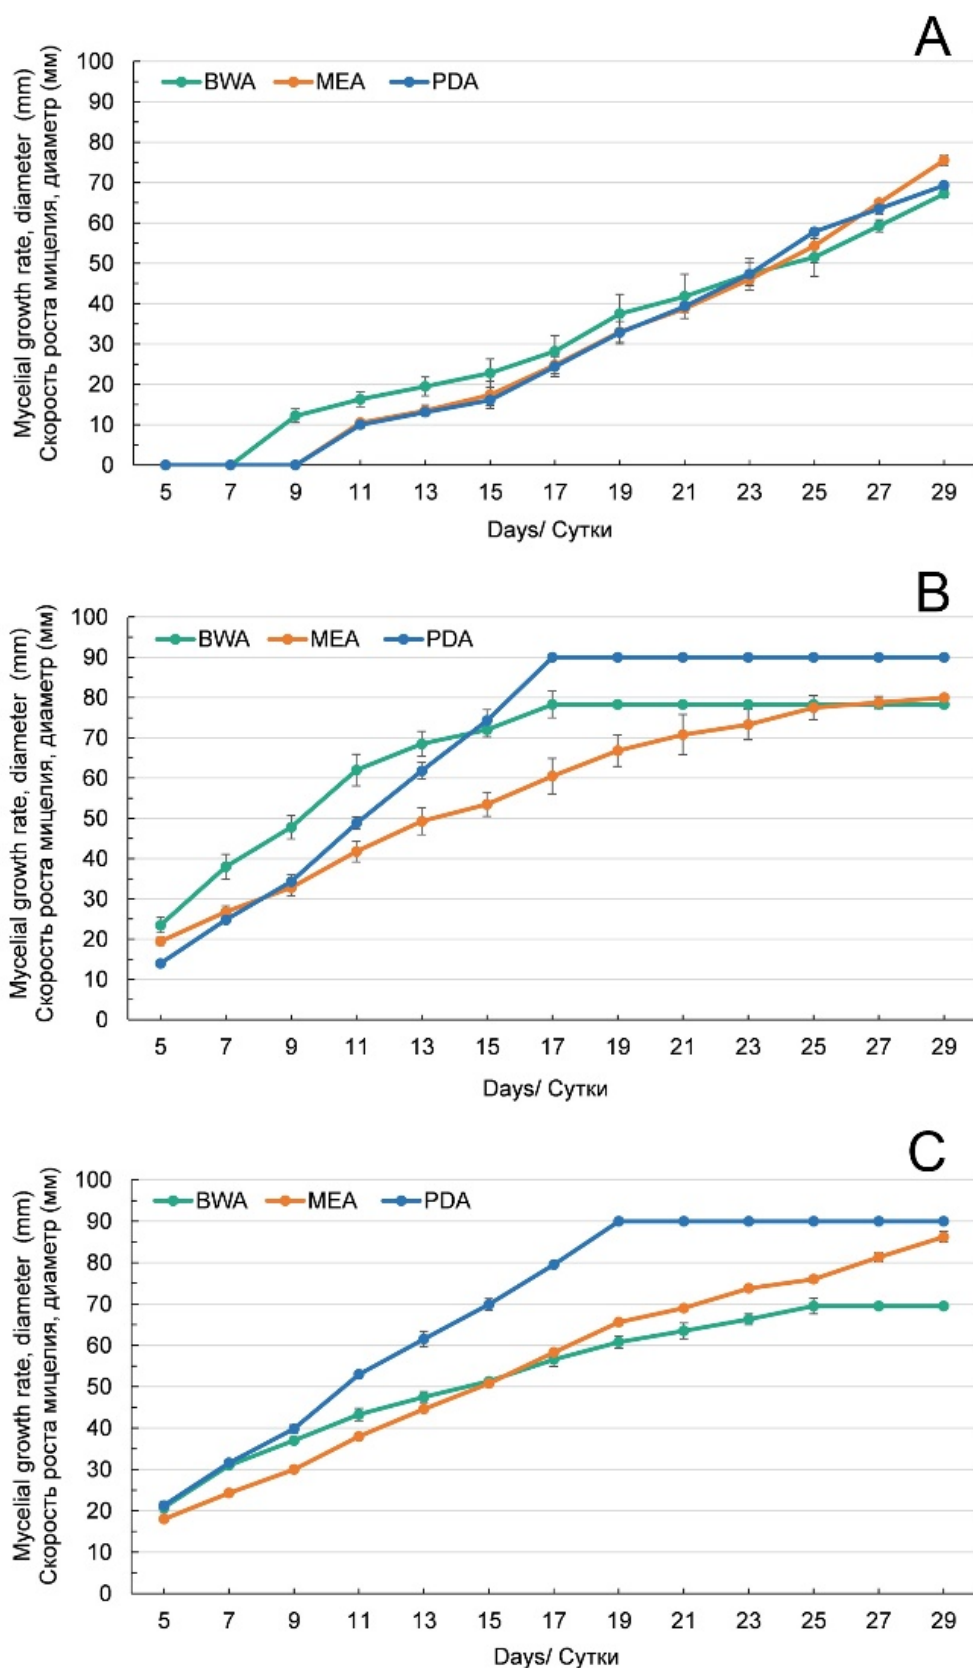 A
Mycelial growth rate, diameter (mm)
Скорость роста мицелия, диаметр (мм)
BWA MEA PDA
100
90
80
70
60
50
40
30
20
10
0
5 7 9 11 13 15 17 19 21 23 25 27 29
Days/ Сутки
B
Mycelial growth rate, diameter (mm)
Скорость роста мицелия, диаметр (мм)
BWA MEA PDA
100
90
80
70
60
50
40
30
20
10
0
5 7 9 11 13 15 17 19 21 23 25 27 29
Days/ Сутки
C
Mycelial growth rate, diameter (mm)
Скорость роста мицелия, диаметр (мм)
BWA MEA PDA
100
90
80
70
60
50
40
30
20
10
0
5 7 9 11 13 15 17 19 21 23 25 27 29
Days/ Сутки